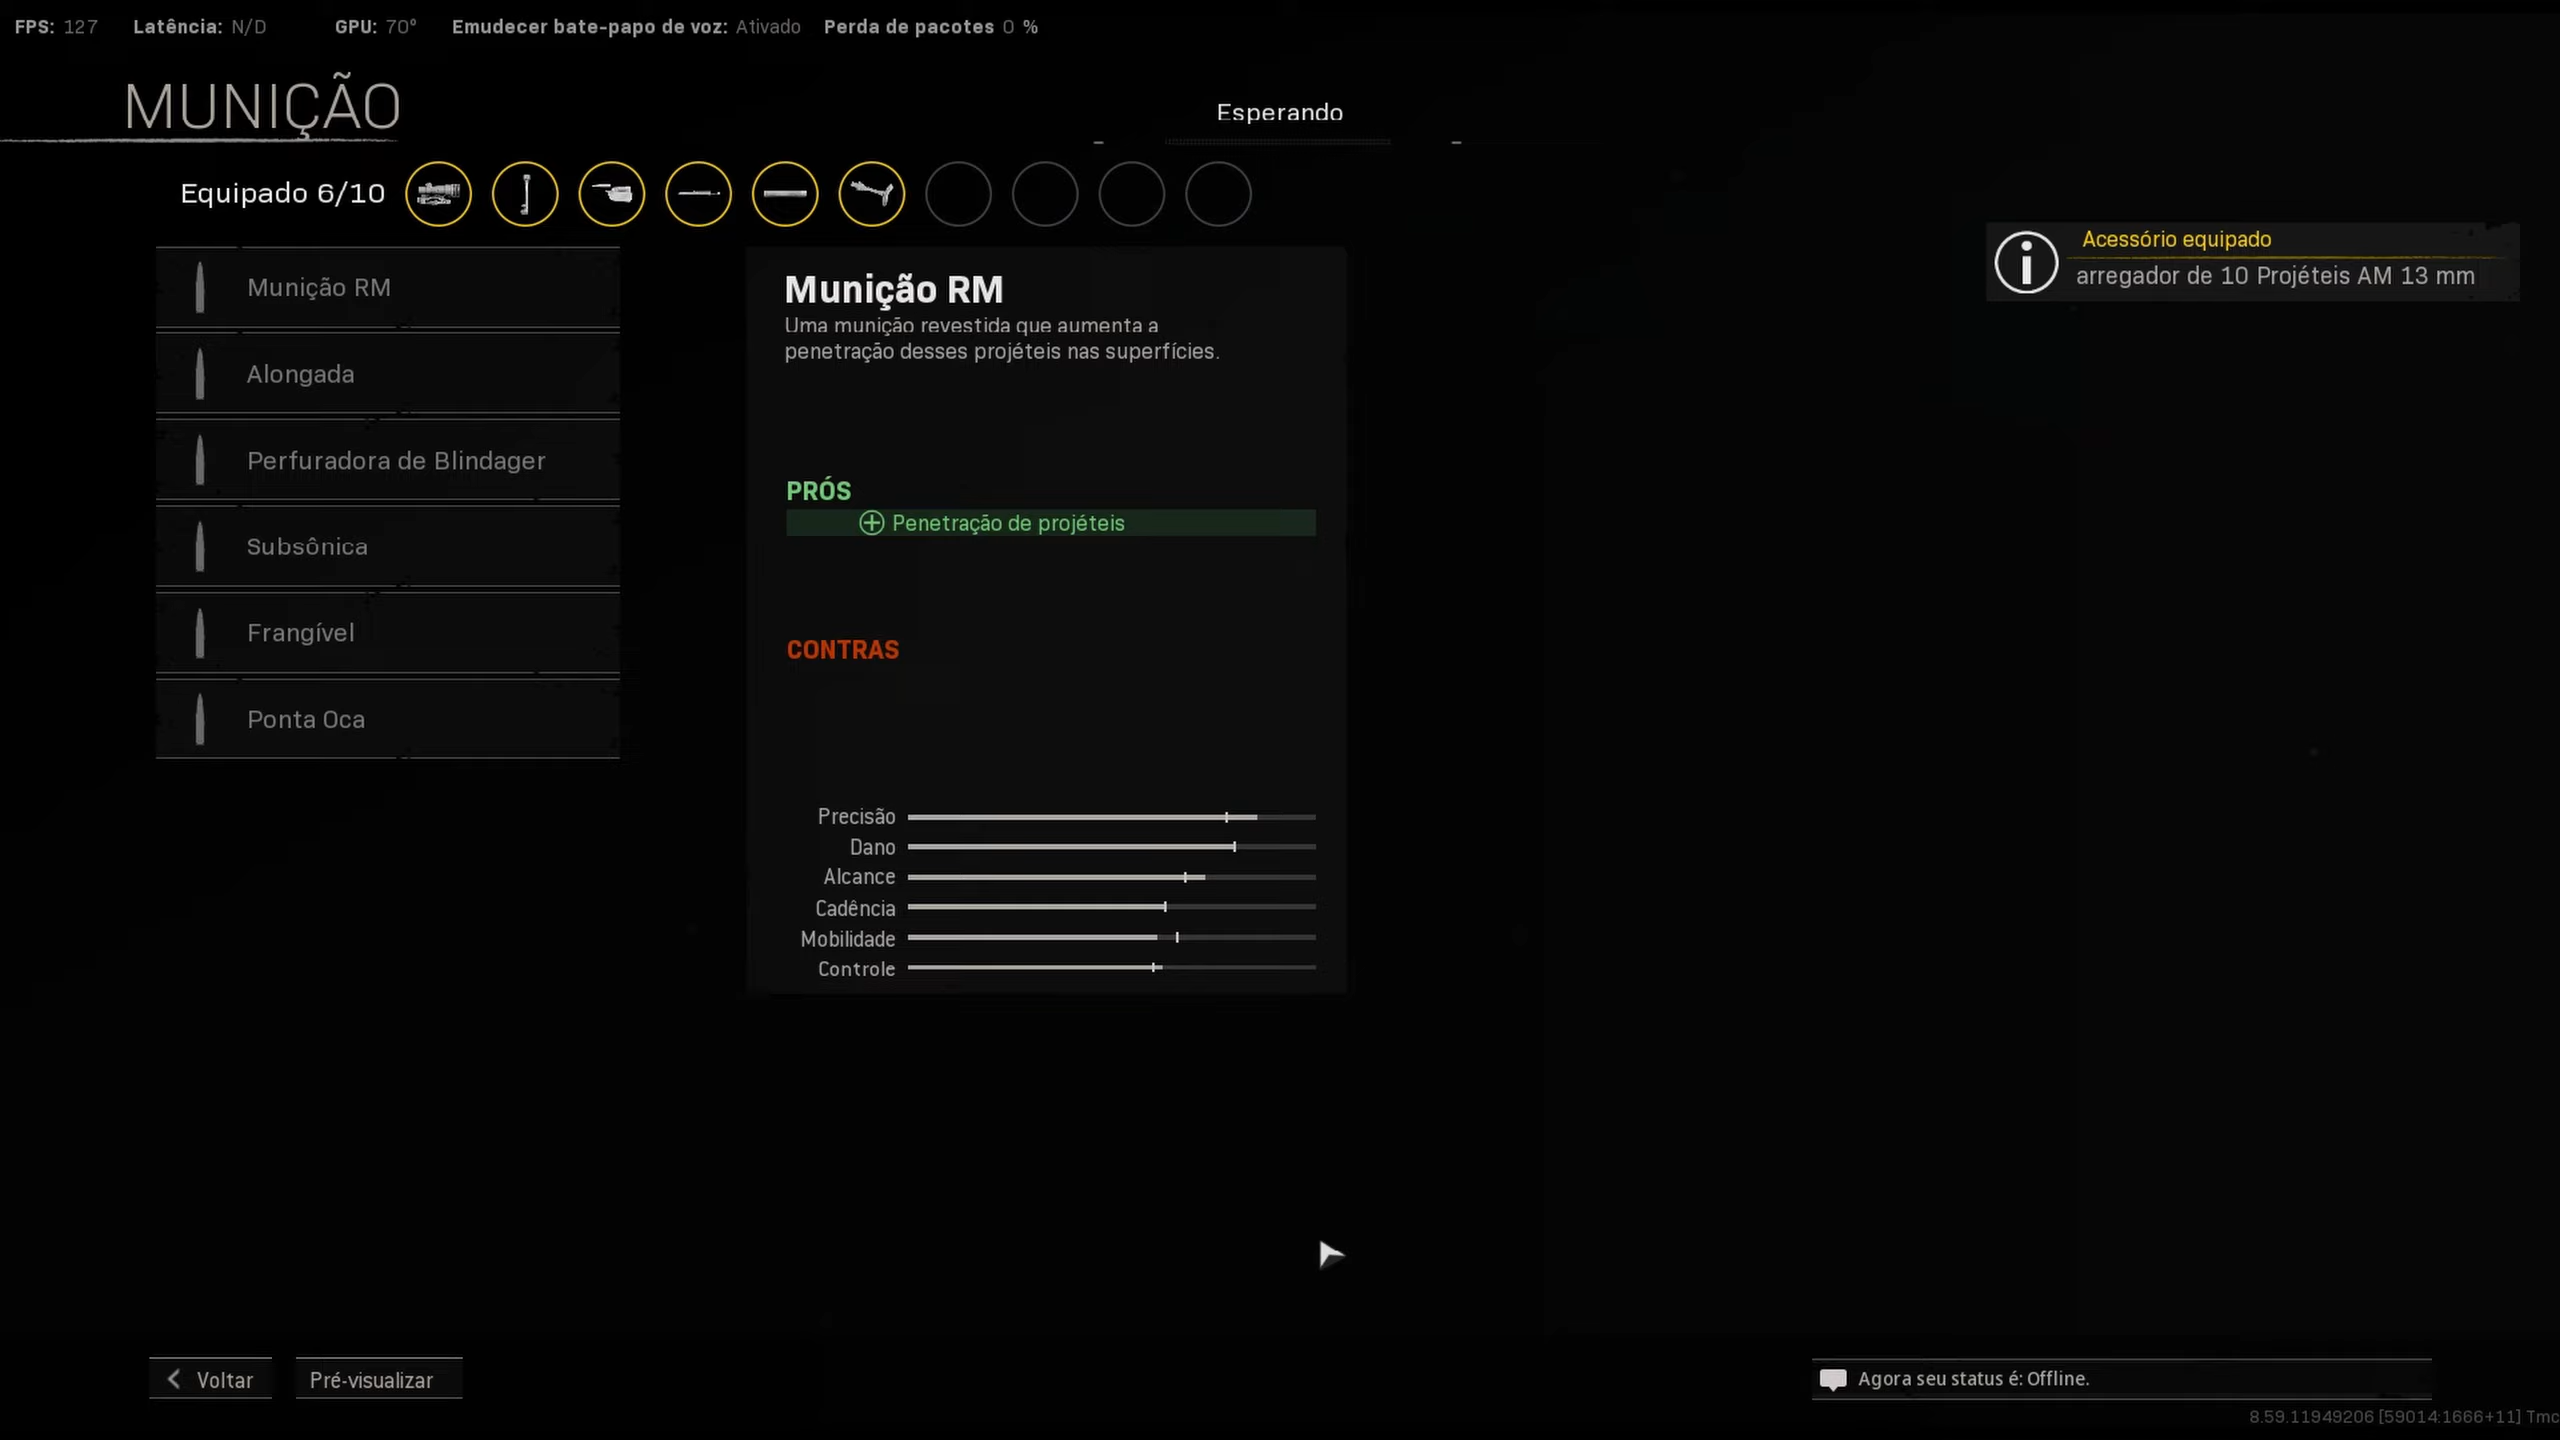 FPS: 127 Latência: N/D GPU: 70° Emudecer bate-papo de voz: Ativado Perda de pacotes 0 %
MUNIÇÃO
Esperando
Equipado 6/10
Acessório equipado
arregador de 10 Projéteis AM 13 mm
Munição RM
Alongada
Perfuradora de Blindager
Subsônica
Frangível
Ponta Oca
Munição RM
Uma munição revestida que aumenta a
penetração desses projéteis nas superfícies.
PRÓS
Penetração de projéteis
CONTRAS
Precisão
Dano
Alcance
Cadência
Mobilidade
Controle
Voltar
Pré-visualizar
Agora seu status é: Offline.
8.59.11949206 [59014:1666+11] Tmc